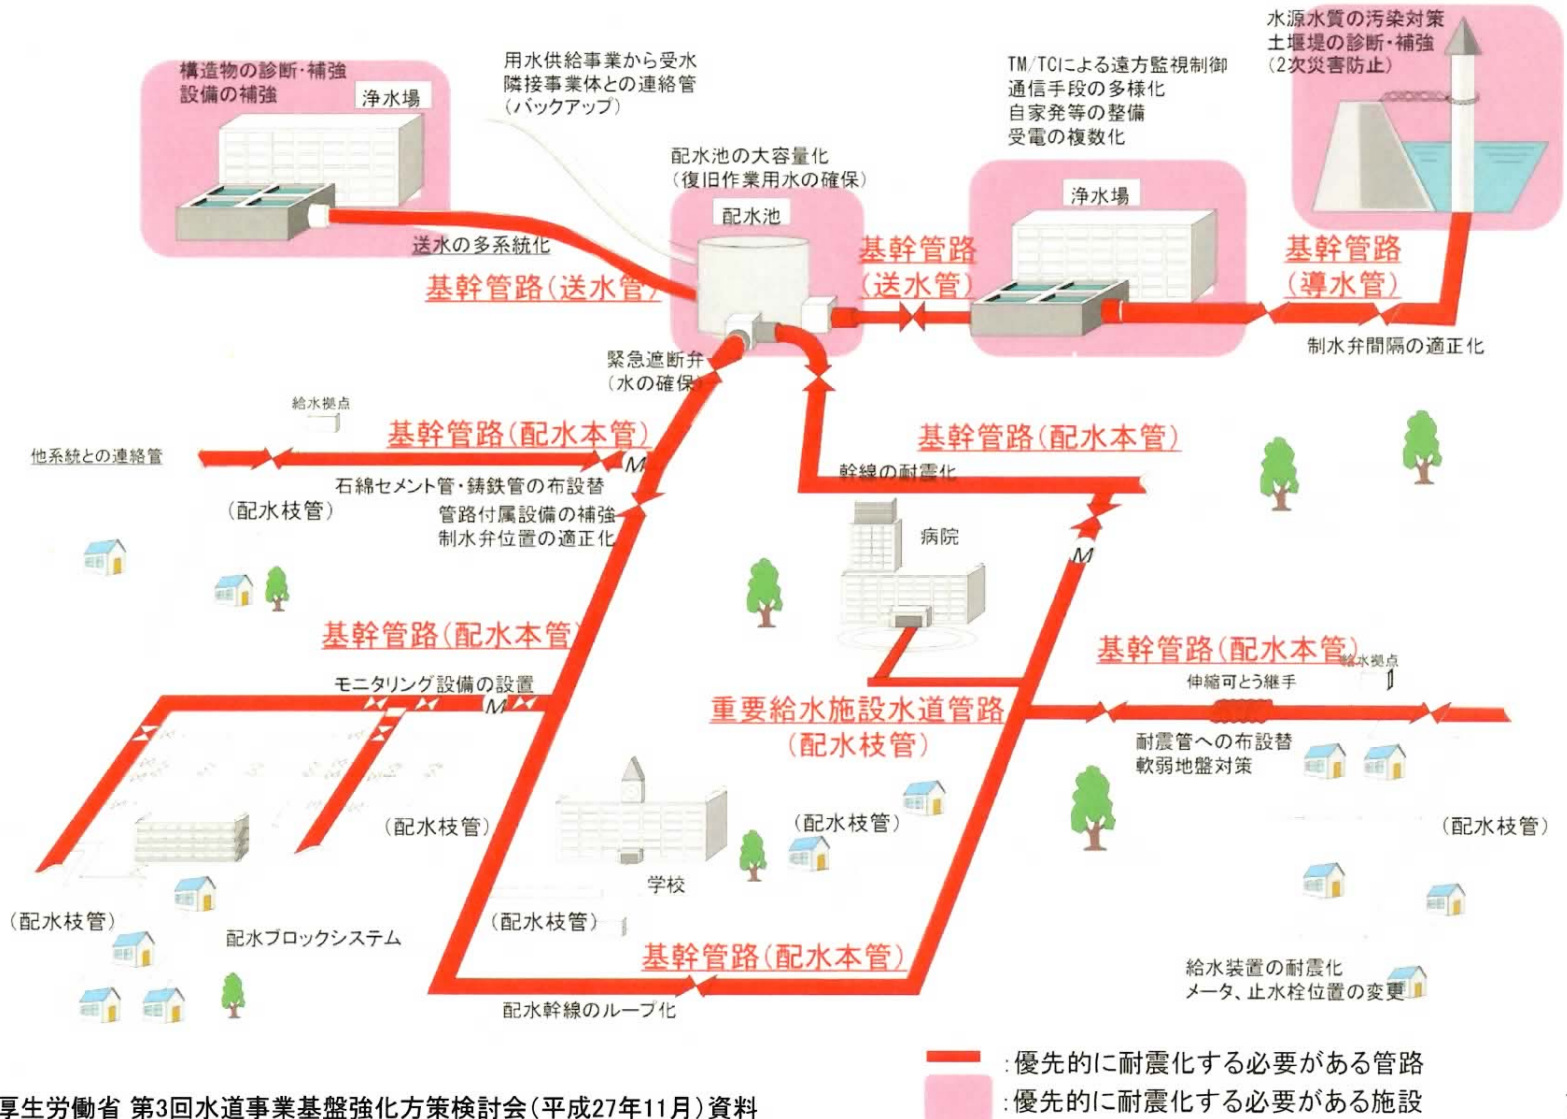 構造物の診断・補強
設備の補強
浄水場
用水供給事業から受水
隣接事業体との連絡管
(バックアップ)
配水池の大容量化
(復旧作業用水の確保)
配水池
TM/TCによる遠方監視制御
通信手段の多様化
自家発等の整備
受電の複数化
浄水場
水源水質の汚染対策
土堰堤の診断・補強
(2次災害防止)
送水の多系統化
基幹管路(送水管)
基幹管路
(送水管)
基幹管路
(導水管)
制水弁間隔の適正化
緊急遮断弁
(水の確保)
給水拠点
基幹管路(配水本管)
他系統との連絡管
M
石綿セメント管・鋳鉄管の布設替
(配水枝管)
管路付属設備の補強
制水弁位置の適正化
基幹管路(配水本管)
幹線の耐震化
病院
M
基幹管路(配水本管)
モニタリング設備の設置
M
基幹管路(配水本管)
給水拠点
伸縮可とう継手
重要給水施設水道管路
(配水枝管)
耐震管への布設替
軟弱地盤対策
(配水枝管)
(配水枝管)
(配水枝管)
学校
(配水枝管)
(配水枝管)
配水ブロックシステム
基幹管路(配水本管)
配水幹線のループ化
給水装置の耐震化
メータ、止水栓位置の変更
:優先的に耐震化する必要がある管路
:優先的に耐震化する必要がある施設
厚生労働省 第3回水道事業基盤強化方策検討会(平成27年11月)資料